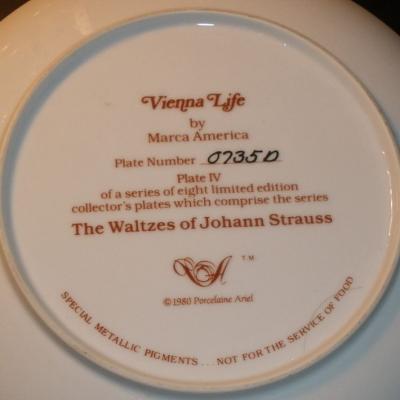 Vienna Life
by
Marca America
Plate Number 0735D
Plate IV
of a series of eight limited edition
collector's plates which comprise the series
The Waltzes of Johann Strauss
TM
©1980 Porcelaine Ariel
SPECIAL METALLIC PIGMENTS ... NOT FOR THE SERVICE OF FOOD